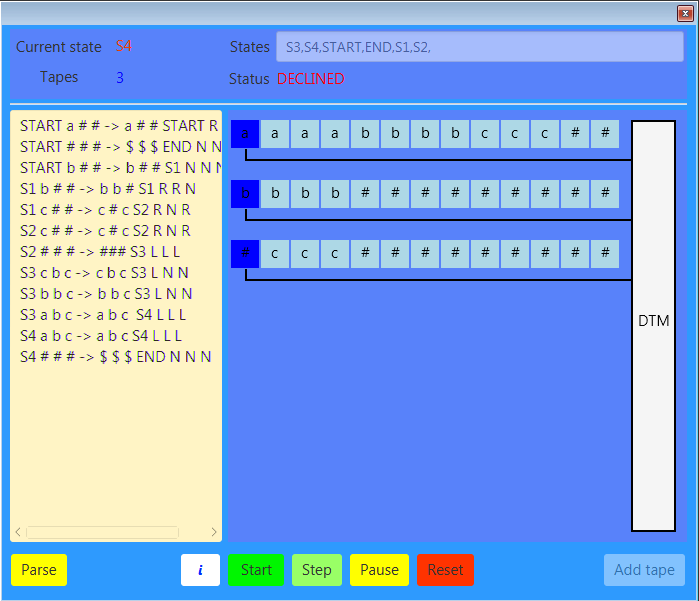 x
Current state S4 States S3,S4,START,END,S1,S2,
Tapes 3 Status DECLINED
START a # # -> a # # START R
START # # # -> $ $ $ END N N
START b # # -> b # # S1 N N N
S1 b # # -> b b # S1 R R N
S1 c # # -> c # c S2 R N R
S2 c # # -> c # c S2 R N R
S2 # # # -> ### S3 L L L
S3 c b c -> c b c S3 L N N
S3 b b c -> b b c S3 L N N
S3 a b c -> a b c S4 L L L
S4 a b c -> a b c S4 L L L
S4 # # # -> $ $ $ END N N N
a a a a b b b b c c c # #
b b b b # # # # # # # # #
# c c c # # # # # # # # #
DTM
Parse i Start Step Pause Reset Add tape